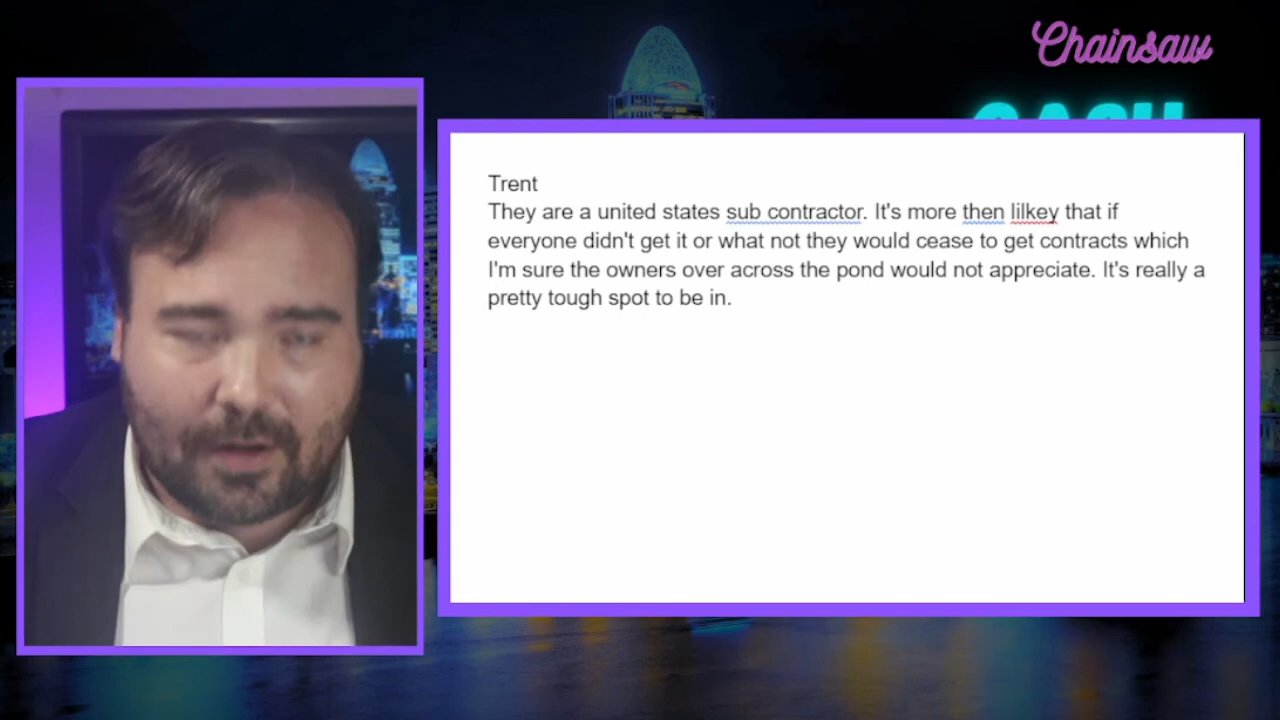 Chainsaw
CASH
Trent
They are a united states sub contractor. It's more then lilkey that if
everyone didn't get it or what not they would cease to get contracts which
I'm sure the owners over across the pond would not appreciate. It's really a
pretty tough spot to be in.